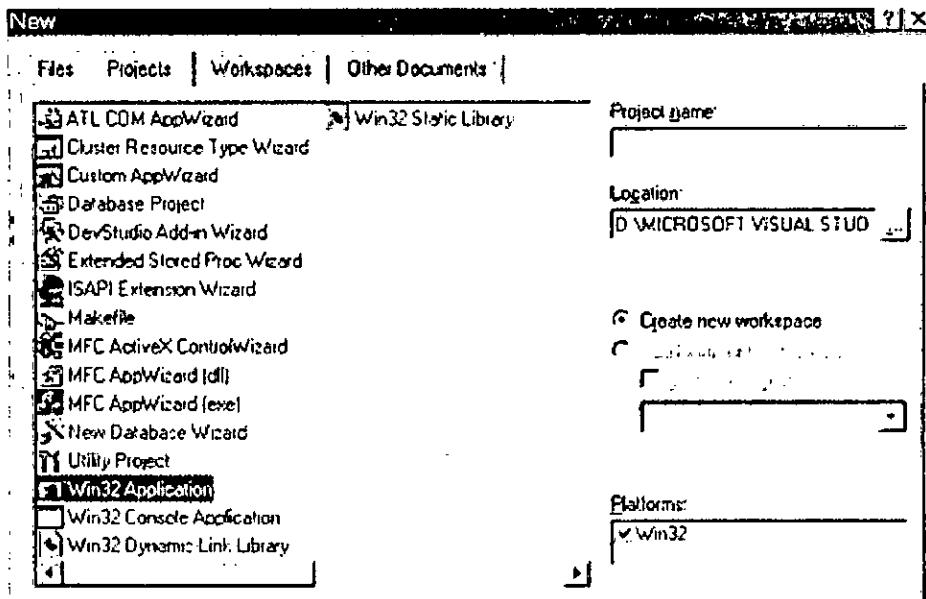 New
Files Projects Workspaces Other Documents
ATL COM AppWizard
Cluster Resource Type Wizard
Custom AppWizard
Database Project
DevStudio Add-in Wizard
Extended Stored Proc Wizard
ISAPI Extension Wizard
Makefile
MFC ActiveX ControlWizard
MFC AppWizard (dll)
MFC AppWizard (exe)
New Database Wizard
Utility Project
Win32 Application
Win32 Console Application
Win32 Dynamic-Link Library
Win32 Static Library
Project name:
Location:
D:\MICROSOFT VISUAL STUD ...
Create new workspace
Platforms:
Win32